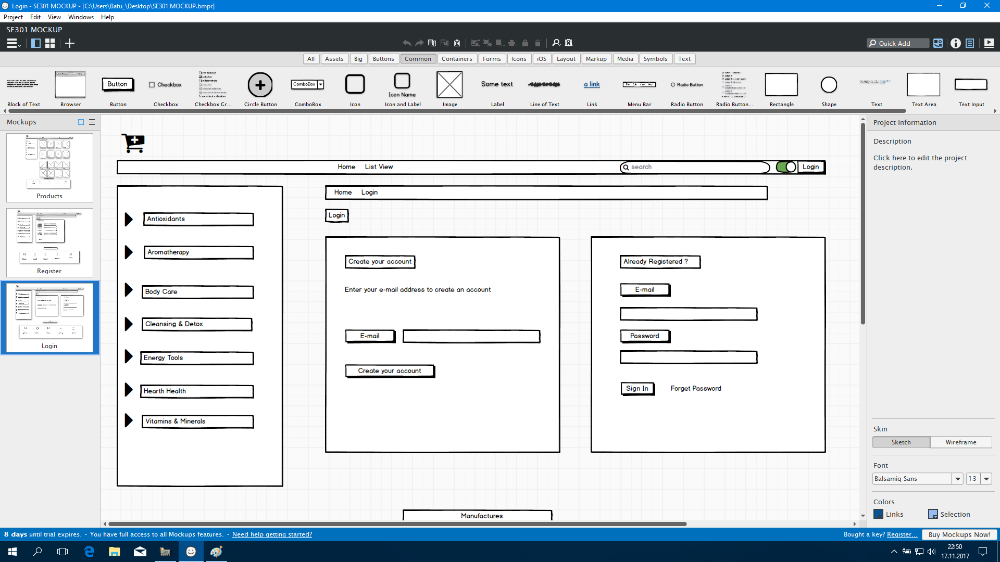 Login - SE301 MOCKUP - [C:\Users\Batu_\Desktop\SE301 MOCKUP.bmpr]
Project Edit View Windows Help
SE301 MOCKUP
Quick Add
All Assets Big Buttons Common Containers Forms Icons iOS Layout Markup Media Symbols Text
Button
Checkbox
ComboBox
Icon Name
Some text
a link
File Edit View Help
Radio Button
Block of Text Browser Button Checkbox Checkbox Gr... Circle Button ComboBox Icon Icon and Label Image Label Line of Text Link Menu Bar Radio Button Radio Button... Rectangle Shape Text Text Area Text Input
Mockups
Products
Register
Login
Home List View
search
Login
Home Login
Login
Antioxidants
Aromatherapy
Body Care
Cleansing & Detox
Energy Tools
Hearth Health
Vitamins & Minerals
Create your account
Enter your e-mail address to create an account
E-mail
Create your account
Already Registered ?
E-mail
Password
Sign In
Forget Password
Manufactures
Project Information
Description
Click here to edit the project
description.
Skin
Sketch Wireframe
Font
Balsamiq Sans 13
Colors
Links Selection
8 days until trial expires. · You have full access to all Mockups features. · Need help getting started?
Bought a key? Register... Buy Mockups Now!
22:50
17.11.2017